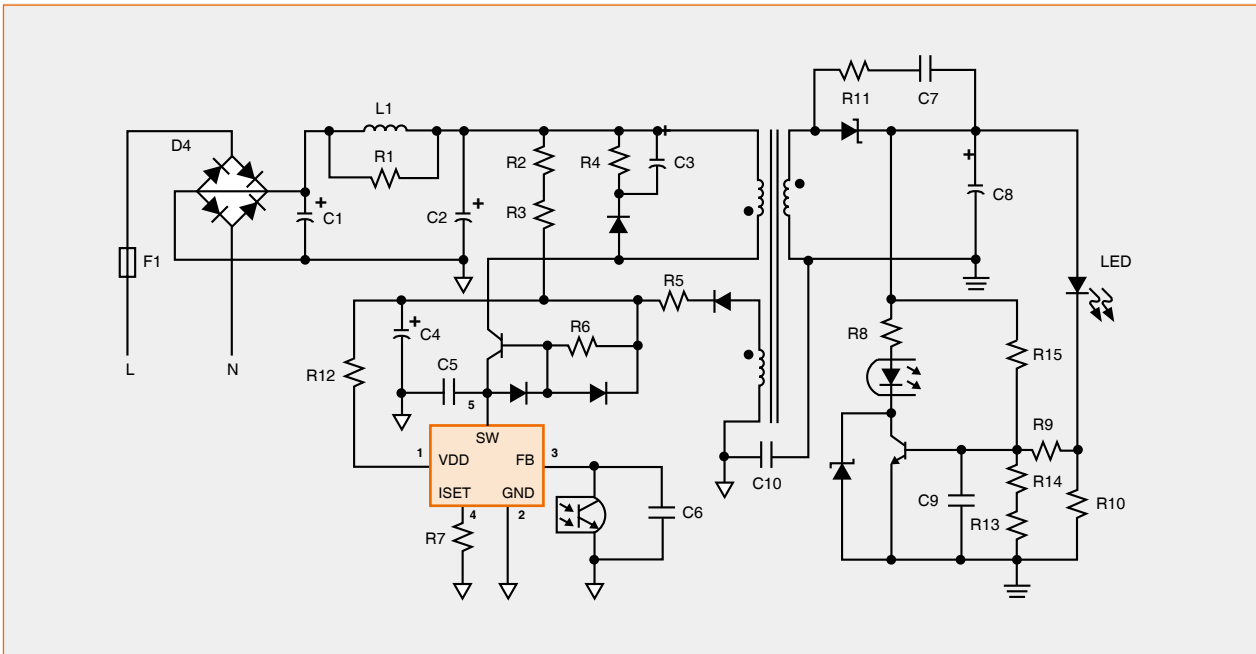 R11
C7
L1
D4
R1
R2
R4
C3
C1
C2
R3
C8
F1
LED
R5
L
N
R12
C4
R6
C5
R8
R15
5
SW
1
VDD
FB
3
ISET
GND
4
2
R7
C6
C10
R9
R14
C9
R13
R10